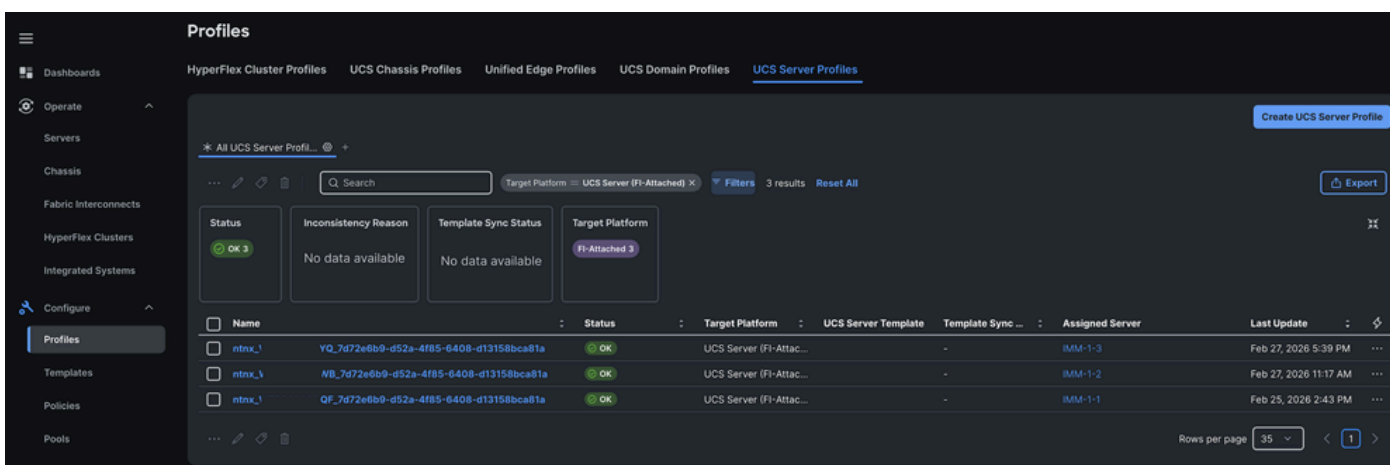 Profiles
HyperFlex Cluster Profiles UCS Chassis Profiles Unified Edge Profiles UCS Domain Profiles UCS Server Profiles
Dashboards
Operate
Servers
Chassis
Fabric Interconnects
HyperFlex Clusters
Integrated Systems
Configure
Profiles
Templates
Policies
Pools
Create UCS Server Profile
All UCS Server Profil... +
Search Target Platform = UCS Server (FI-Attached) × Filters 3 results Reset All Export
Status Inconsistency Reason Template Sync Status Target Platform
OK 3 No data available No data available FI-Attached 3
Name Status Target Platform UCS Server Template Template Sync ... Assigned Server Last Update
YQ_7d72e6b9-d52a-4f85-6408-d13158bca81a OK UCS Server (FI-Attac... - IMM-1-3 Feb 27, 2026 5:39 PM ...
WB_7d72e6b9-d52a-4f85-6408-d13158bca81a OK UCS Server (FI-Attac... - IMM-1-2 Feb 27, 2026 11:17 AM ...
QF_7d72e6b9-d52a-4f85-6408-d13158bca81a OK UCS Server (FI-Attac... - IMM-1-1 Feb 25, 2026 2:43 PM ...
Rows per page 35 < 1 >